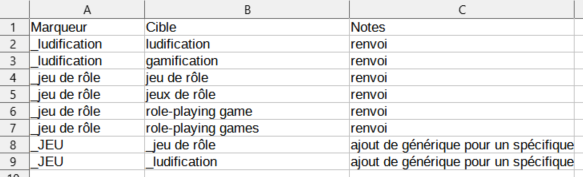 A B C
1 Marqueur Cible Notes
2 _ludification ludification renvoi
3 _ludification gamification renvoi
4 _jeu de rôle jeu de rôle renvoi
5 _jeu de rôle jeux de rôle renvoi
6 _jeu de rôle role-playing game renvoi
7 _jeu de rôle role-playing games renvoi
8 _JEU _jeu de rôle ajout de générique pour un spécifique
9 _JEU _ludification ajout de générique pour un spécifique